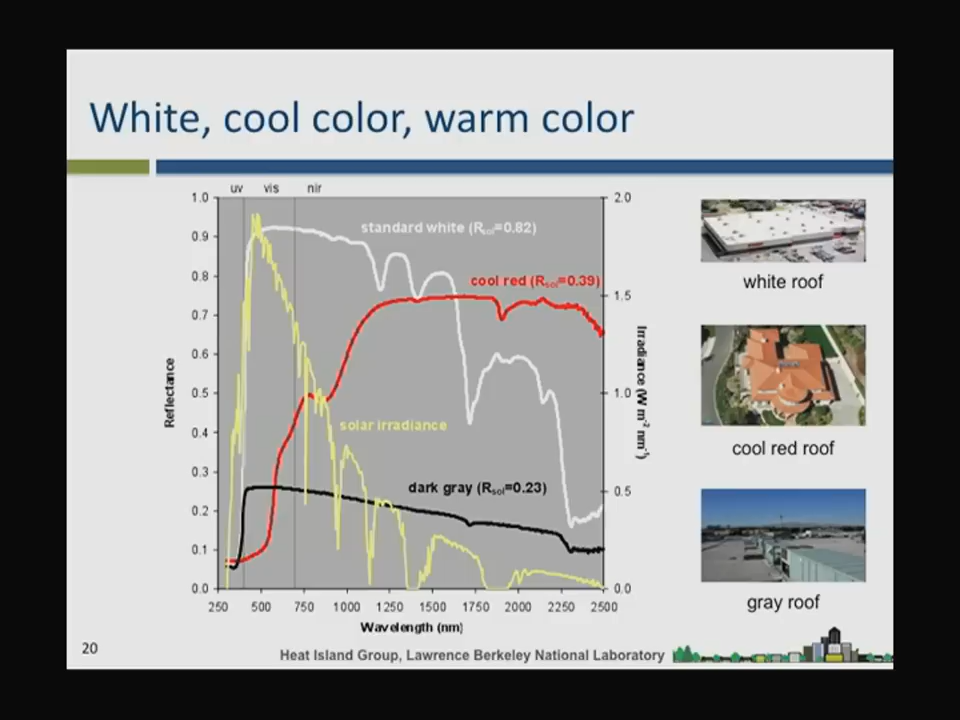 White, cool color, warm color
uv vis nir
1.0
0.9
0.8
0.7
0.6
0.5
0.4
0.3
0.2
0.1
0.0
Reflectance
standard white (Rsol=0.82)
cool red (Rsol=0.39)
solar irradiance
dark gray (Rsol=0.23)
2.0
1.5
1.0
0.5
0.0
Irradiance (W m-2 nm-1)
250 500 750 1000 1250 1500 1750 2000 2250 2500
Wavelength (nm)
white roof
cool red roof
gray roof
20
Heat Island Group, Lawrence Berkeley National Laboratory